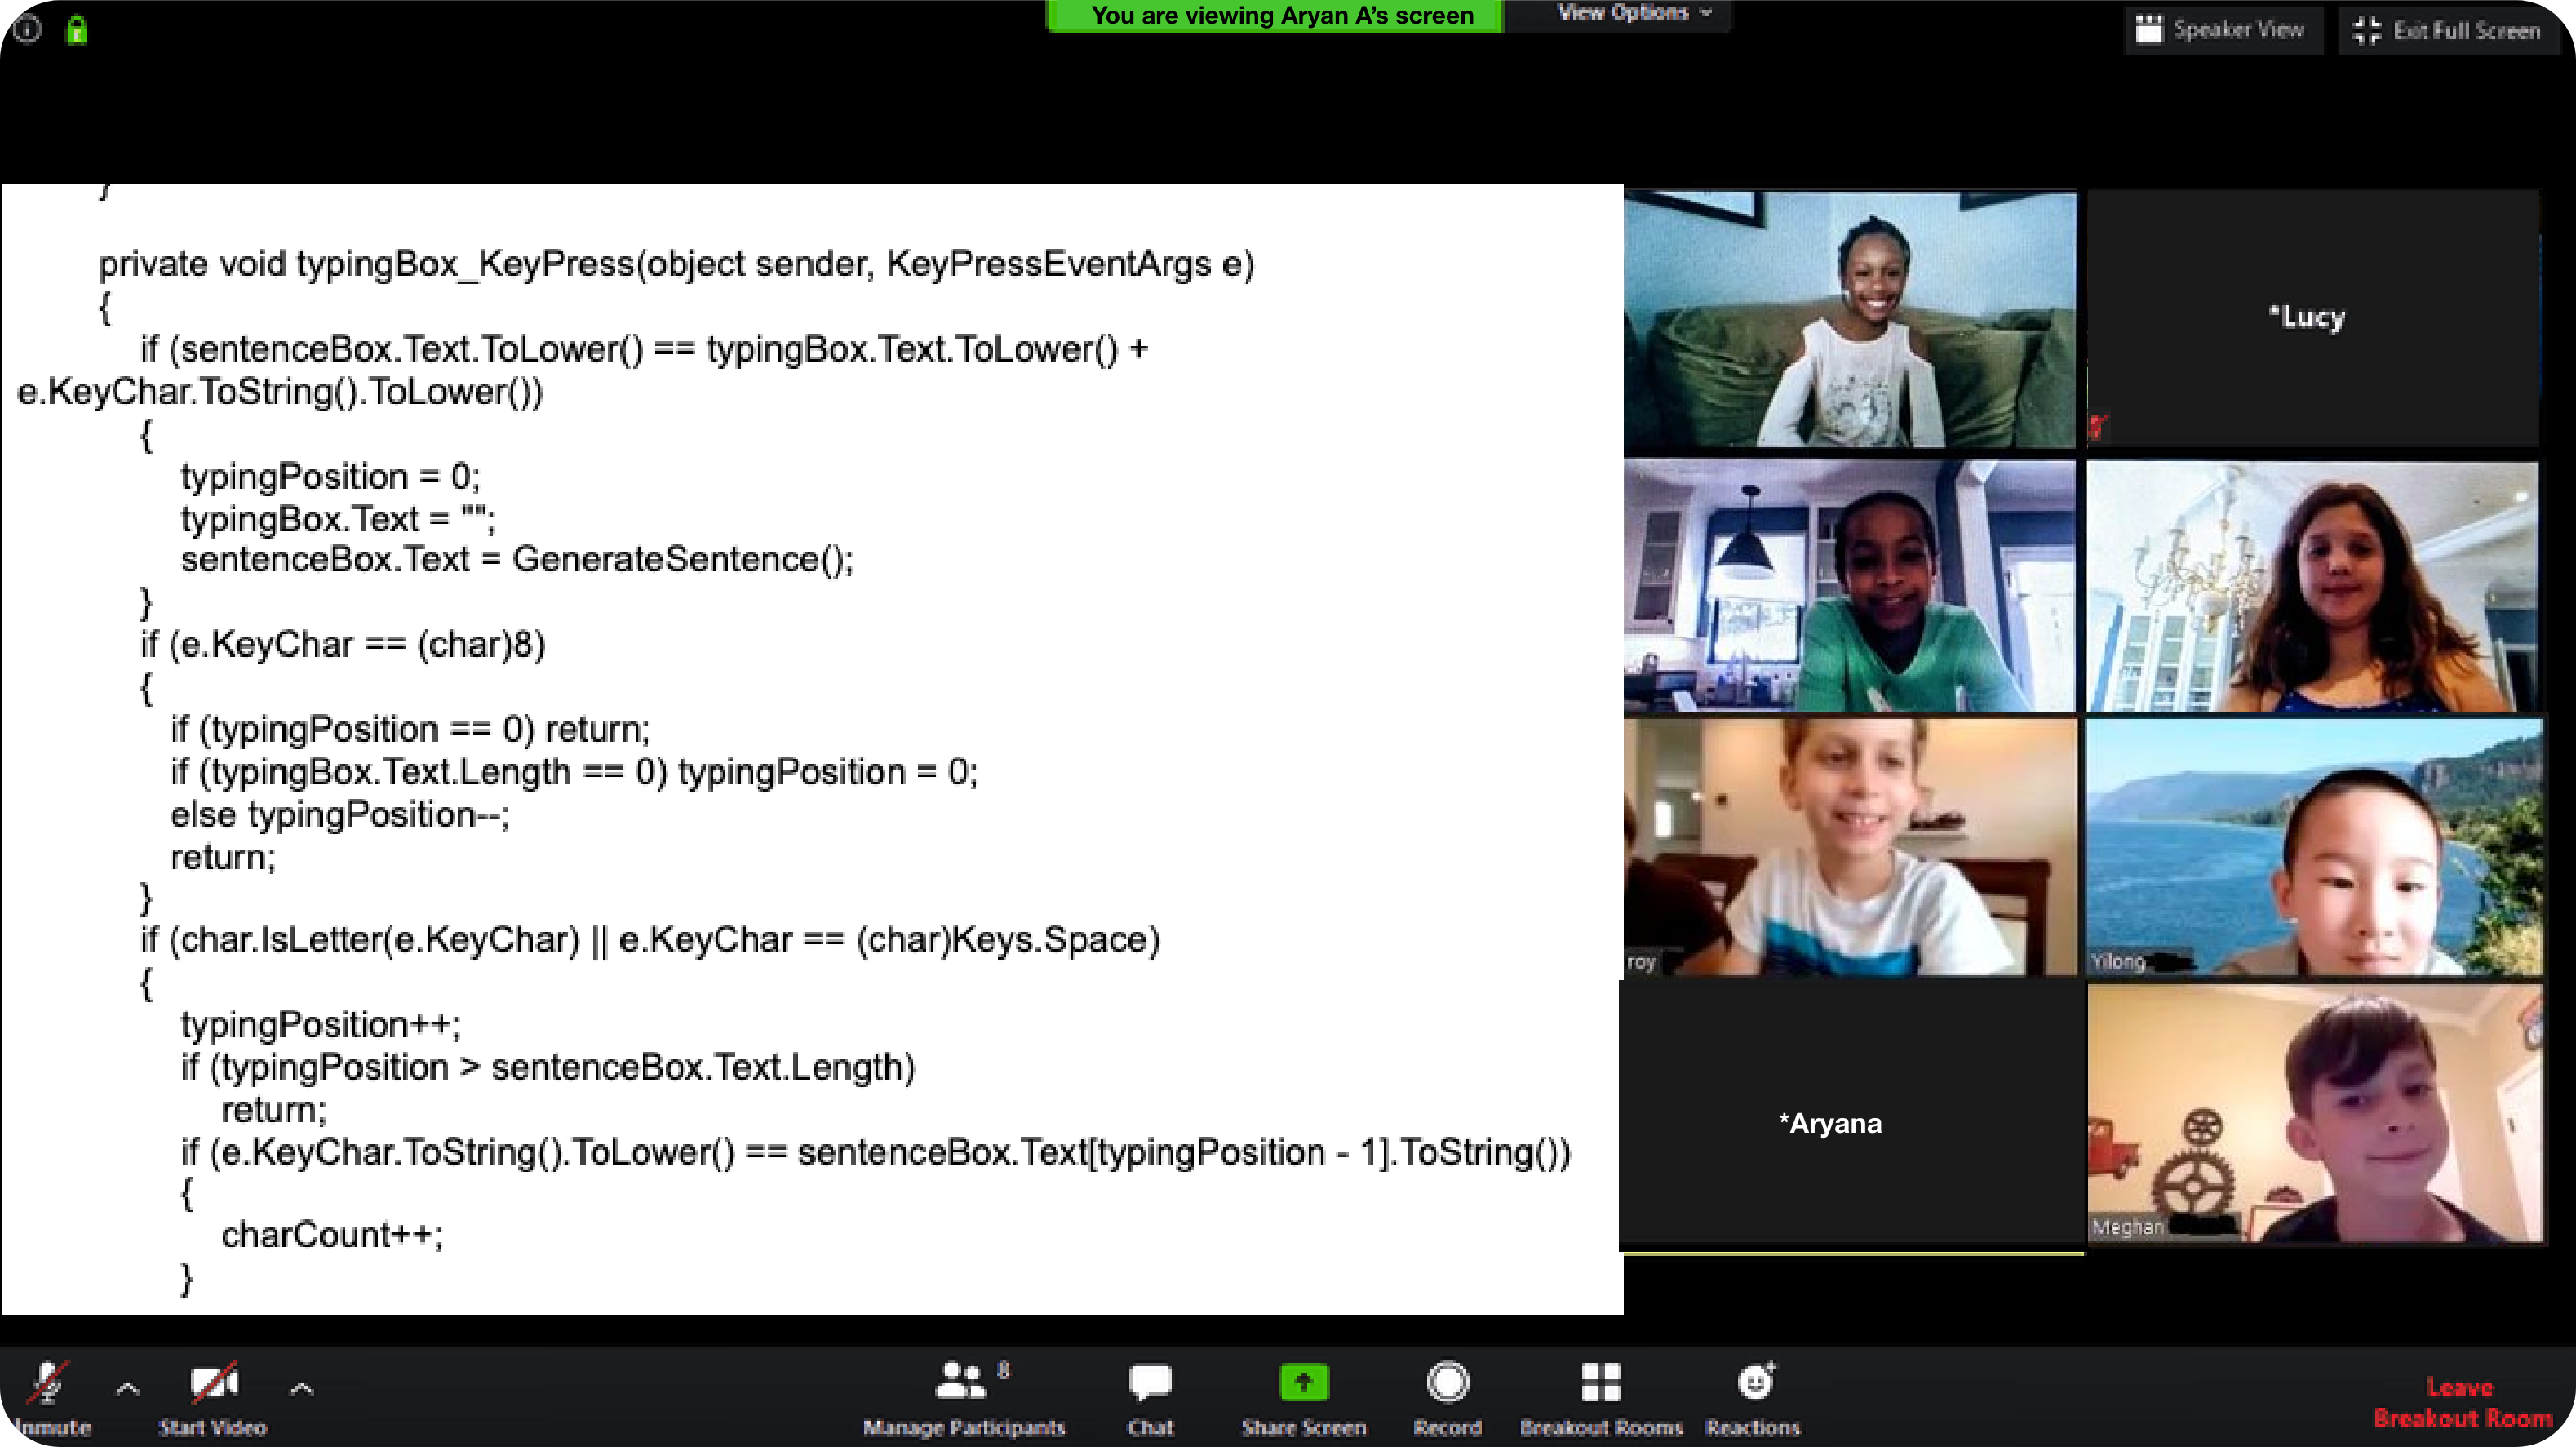 You are viewing Aryan A's screen
View Options
Speaker View
Exit Full Screen
}
private void typingBox_KeyPress(object sender, KeyPressEventArgs e)
{
if (sentenceBox.Text.ToLower() == typingBox.Text.ToLower() +
e.KeyChar.ToString().ToLower())
{
typingPosition = 0;
typingBox.Text = "";
sentenceBox.Text = GenerateSentence();
}
if (e.KeyChar == (char)8)
{
if (typingPosition == 0) return;
if (typingBox.Text.Length == 0) typingPosition = 0;
else typingPosition--;
return;
}
if (char.IsLetter(e.KeyChar) || e.KeyChar == (char)Keys.Space)
{
typingPosition++;
if (typingPosition > sentenceBox.Text.Length)
return;
if (e.KeyChar.ToString().ToLower() == sentenceBox.Text[typingPosition - 1].ToString())
{
charCount++;
}
*Lucy
roy
Yilong
*Aryana
Meghan
nmute
Start Video
Manage Participants
8
Chat
Share Screen
Record
Breakout Rooms
Reactions
Leave
Breakout Room